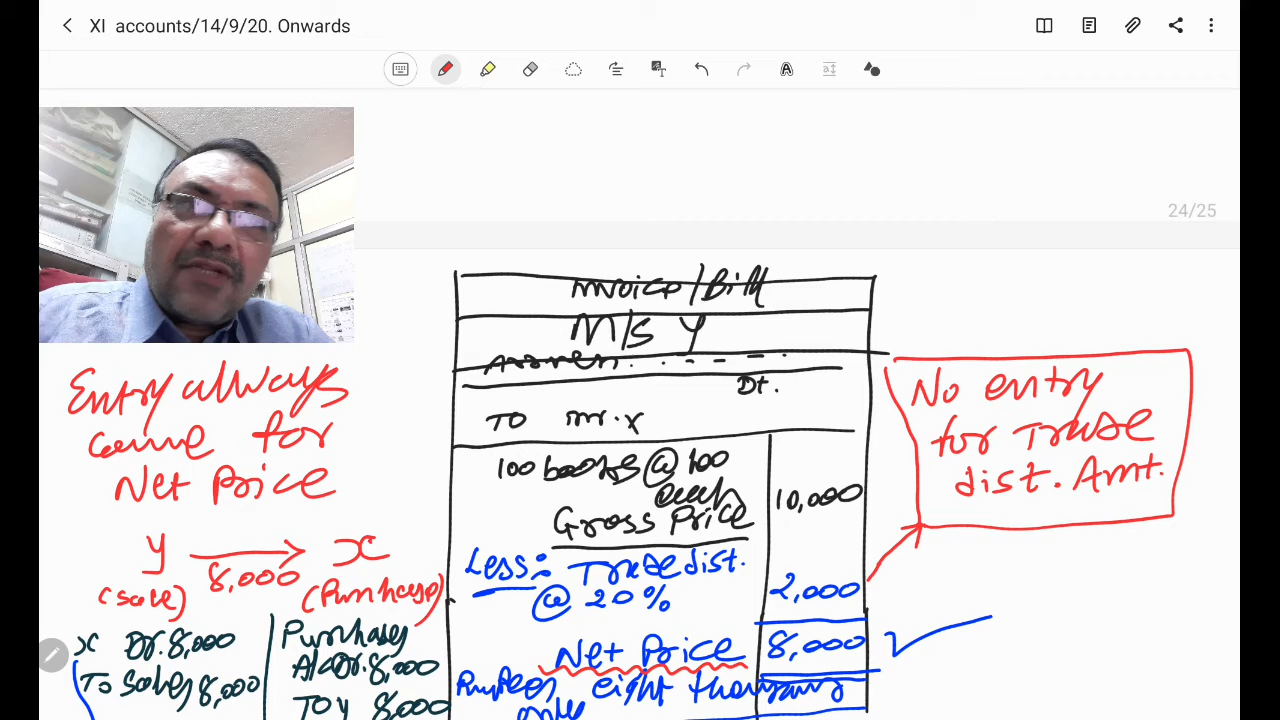 XI accounts/14/9/20. Onwards
24/25
Invoice/Bill
M/S Y
Address
Dt.
TO Mr. X
100 books @ 100
each
10,000
Gross Price
Less: Trade dist.
@ 20%
2,000
Net Price 8,000
Rupees eight thousand
only
Entry always
came for
Net Price
Y → X
8,000
(Sale) (Purchase)
X Dr. 8,000
To Sales 8,000
Purchases
A/c Dr. 8,000
To Y 8,000
No entry
for Trade
dist. Amt.